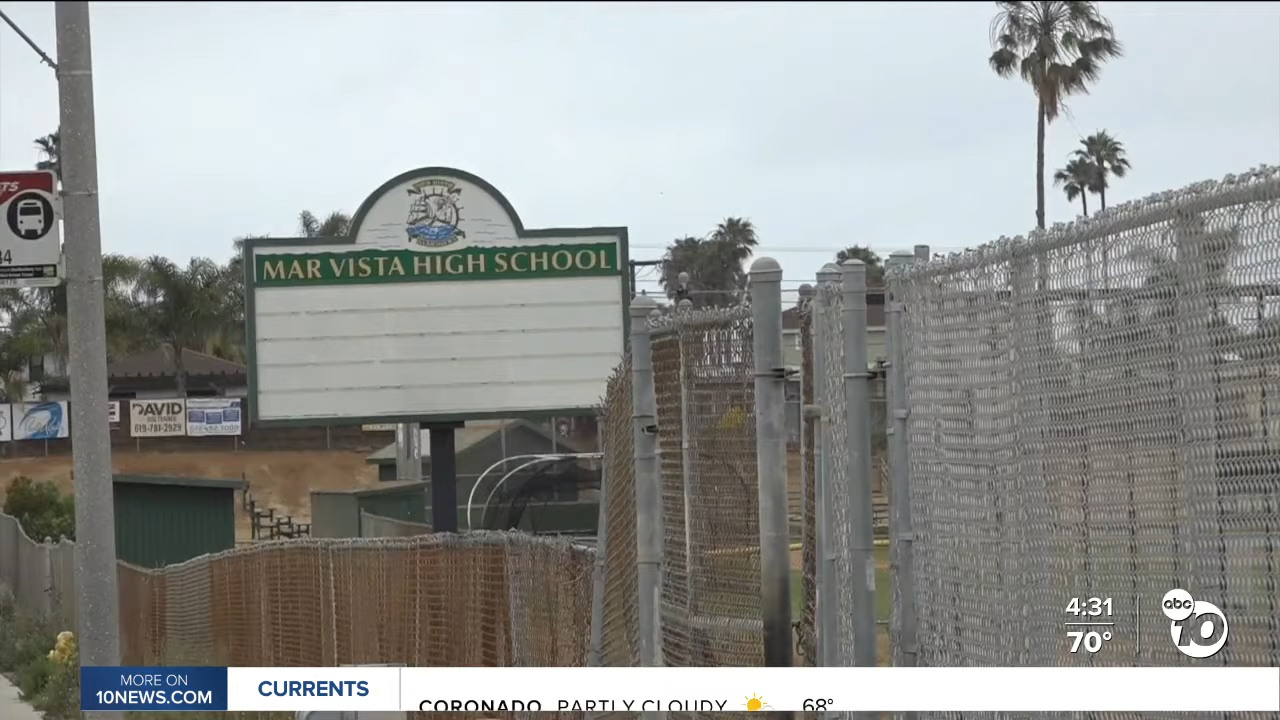 MAR VISTA HIGH SCHOOL
DAVID
619-781-2929
4:31
70°
abc
10
MORE ON
10NEWS.COM
CURRENTS
CORONADO PARTLY CLOUDY 68°